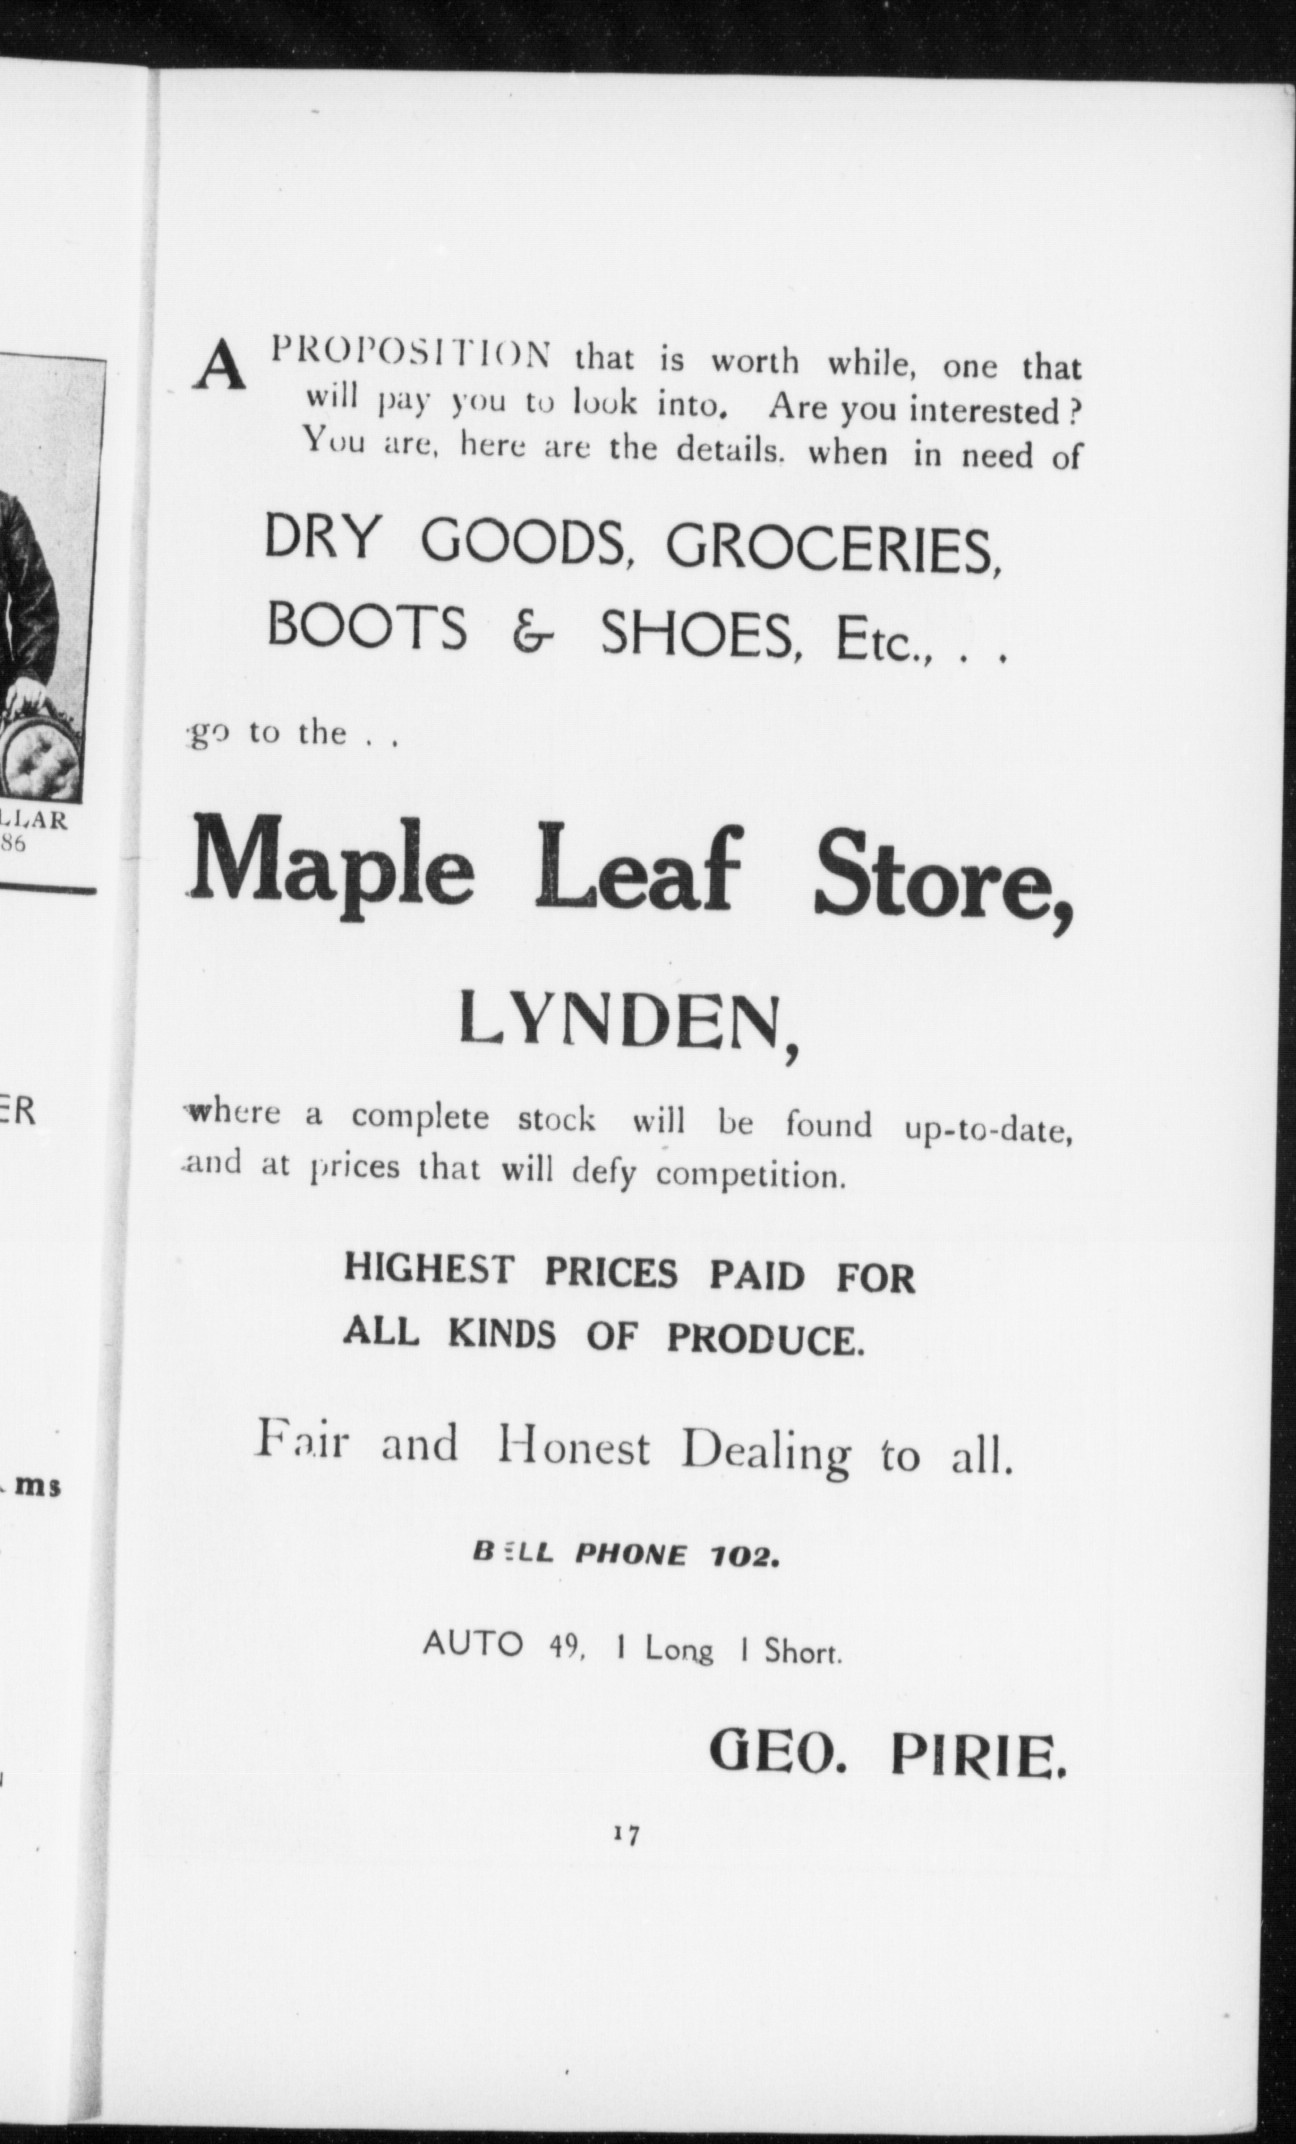 LLAR
86
ER
ms
A PROPOSITION that is worth while, one that
will pay you to look into. Are you interested ?
You are, here are the details. when in need of
DRY GOODS, GROCERIES,
BOOTS & SHOES, Etc., . .
go to the . .
Maple Leaf Store,
LYNDEN,
where a complete stock will be found up-to-date,
and at prices that will defy competition.
HIGHEST PRICES PAID FOR
ALL KINDS OF PRODUCE.
Fair and Honest Dealing to all.
BELL PHONE 102.
AUTO 49, 1 Long 1 Short.
GEO. PIRIE.
17